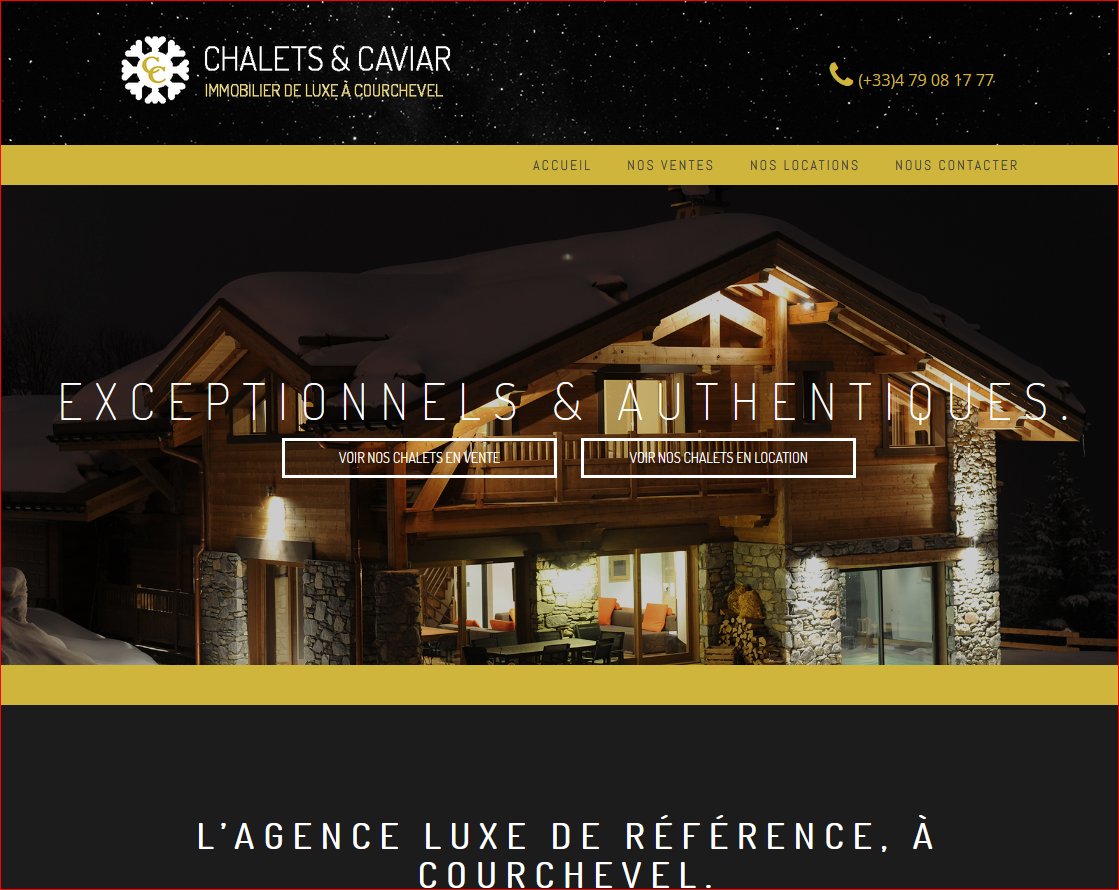 CHALETS & CAVIAR
IMMOBILIER DE LUXE À COURCHEVEL
(+33)4 79 08 17 77
ACCUEIL NOS VENTES NOS LOCATIONS NOUS CONTACTER
EXCEPTIONNELS & AUTHENTIQUES.
VOIR NOS CHALETS EN VENTE VOIR NOS CHALETS EN LOCATION
L'AGENCE LUXE DE RÉFÉRENCE, À
COURCHEVEL.